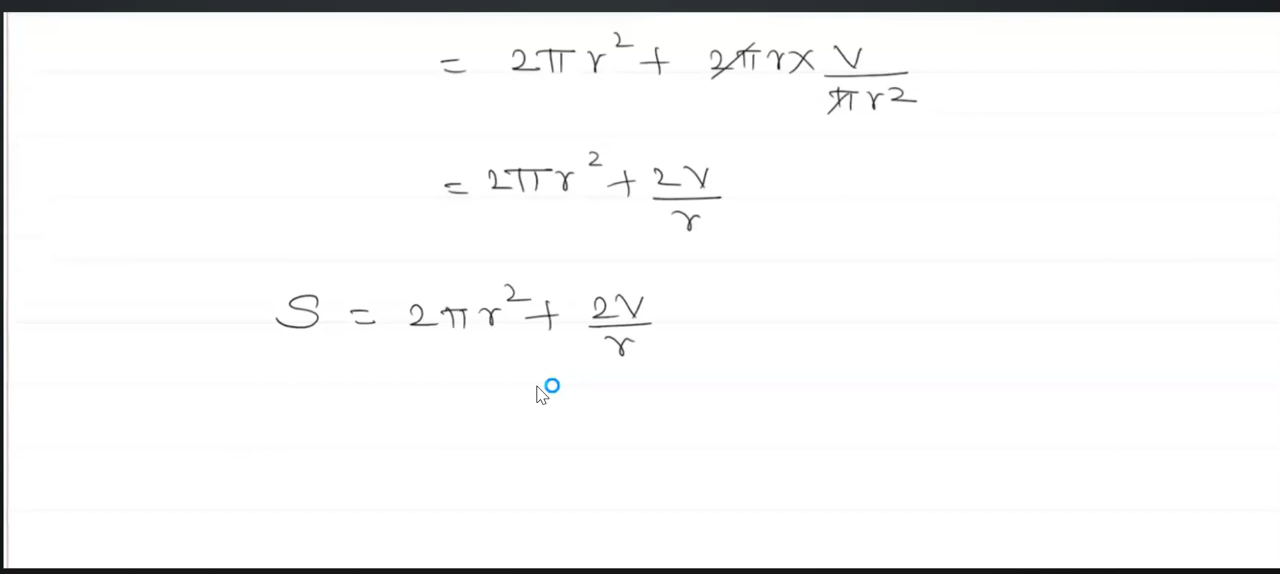 = 2πr² + 2πr × V/πr²
= 2πr² + 2V/r
S = 2πr² + 2V/r